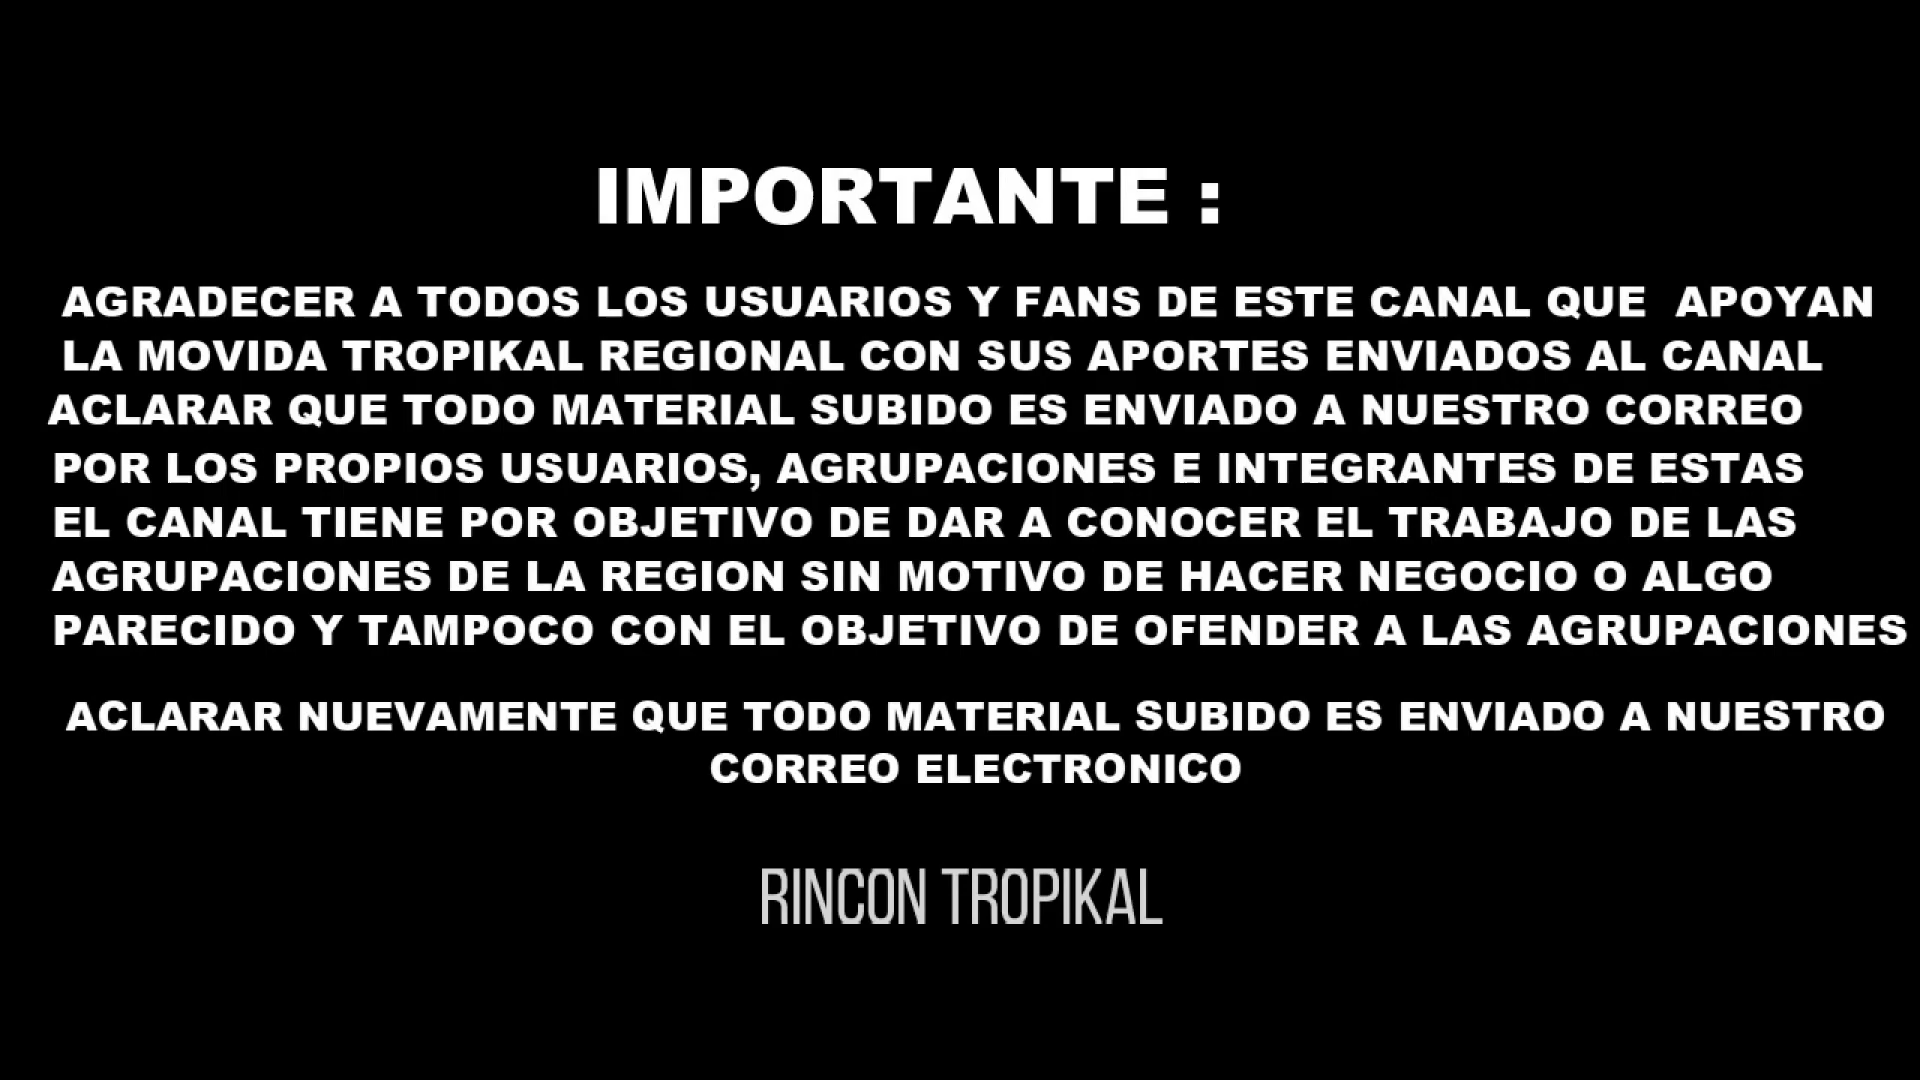 IMPORTANTE :
AGRADECER A TODOS LOS USUARIOS Y FANS DE ESTE CANAL QUE APOYAN
LA MOVIDA TROPIKAL REGIONAL CON SUS APORTES ENVIADOS AL CANAL
ACLARAR QUE TODO MATERIAL SUBIDO ES ENVIADO A NUESTRO CORREO
POR LOS PROPIOS USUARIOS, AGRUPACIONES E INTEGRANTES DE ESTAS
EL CANAL TIENE POR OBJETIVO DE DAR A CONOCER EL TRABAJO DE LAS
AGRUPACIONES DE LA REGION SIN MOTIVO DE HACER NEGOCIO O ALGO
PARECIDO Y TAMPOCO CON EL OBJETIVO DE OFENDER A LAS AGRUPACIONES
ACLARAR NUEVAMENTE QUE TODO MATERIAL SUBIDO ES ENVIADO A NUESTRO
CORREO ELECTRONICO
RINCON TROPIKAL